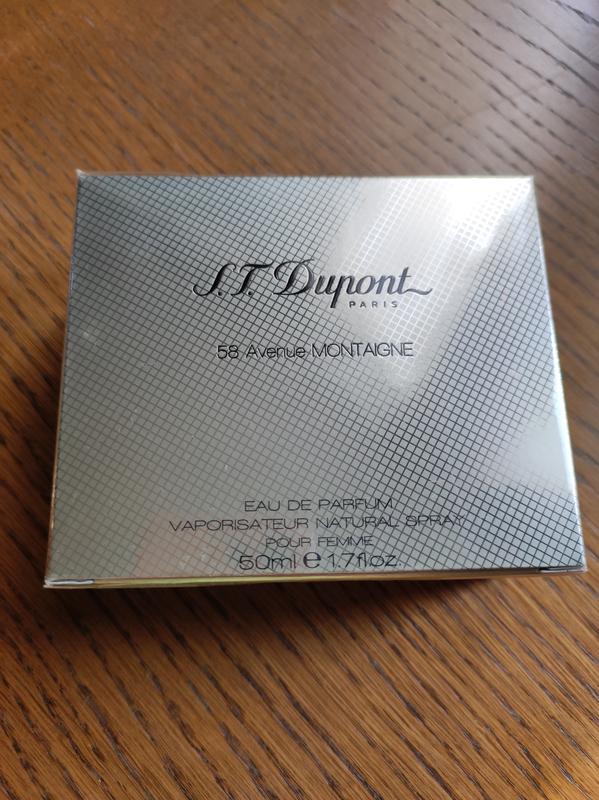 S.T. Dupont
PARIS
58 Avenue MONTAIGNE
EAU DE PARFUM
VAPORISATEUR NATURAL SPRAY
POUR FEMME
50ml e 1.7fl.oz.